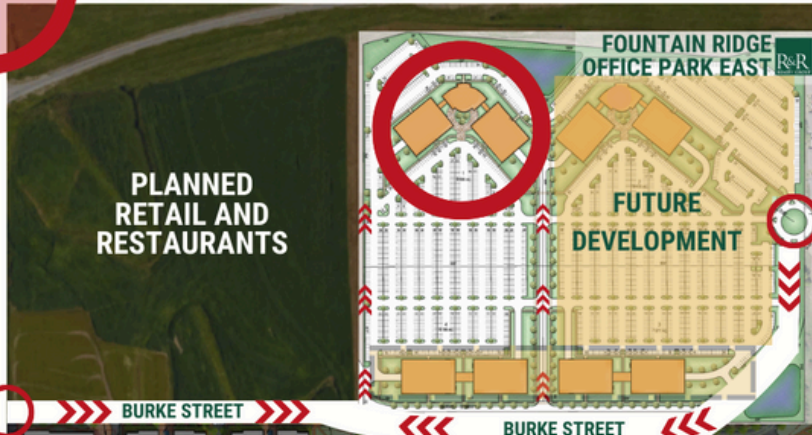 FOUNTAIN RIDGE
OFFICE PARK EAST
R&R
PLANNED
RETAIL AND
RESTAURANTS
FUTURE
DEVELOPMENT
BURKE STREET
BURKE STREET